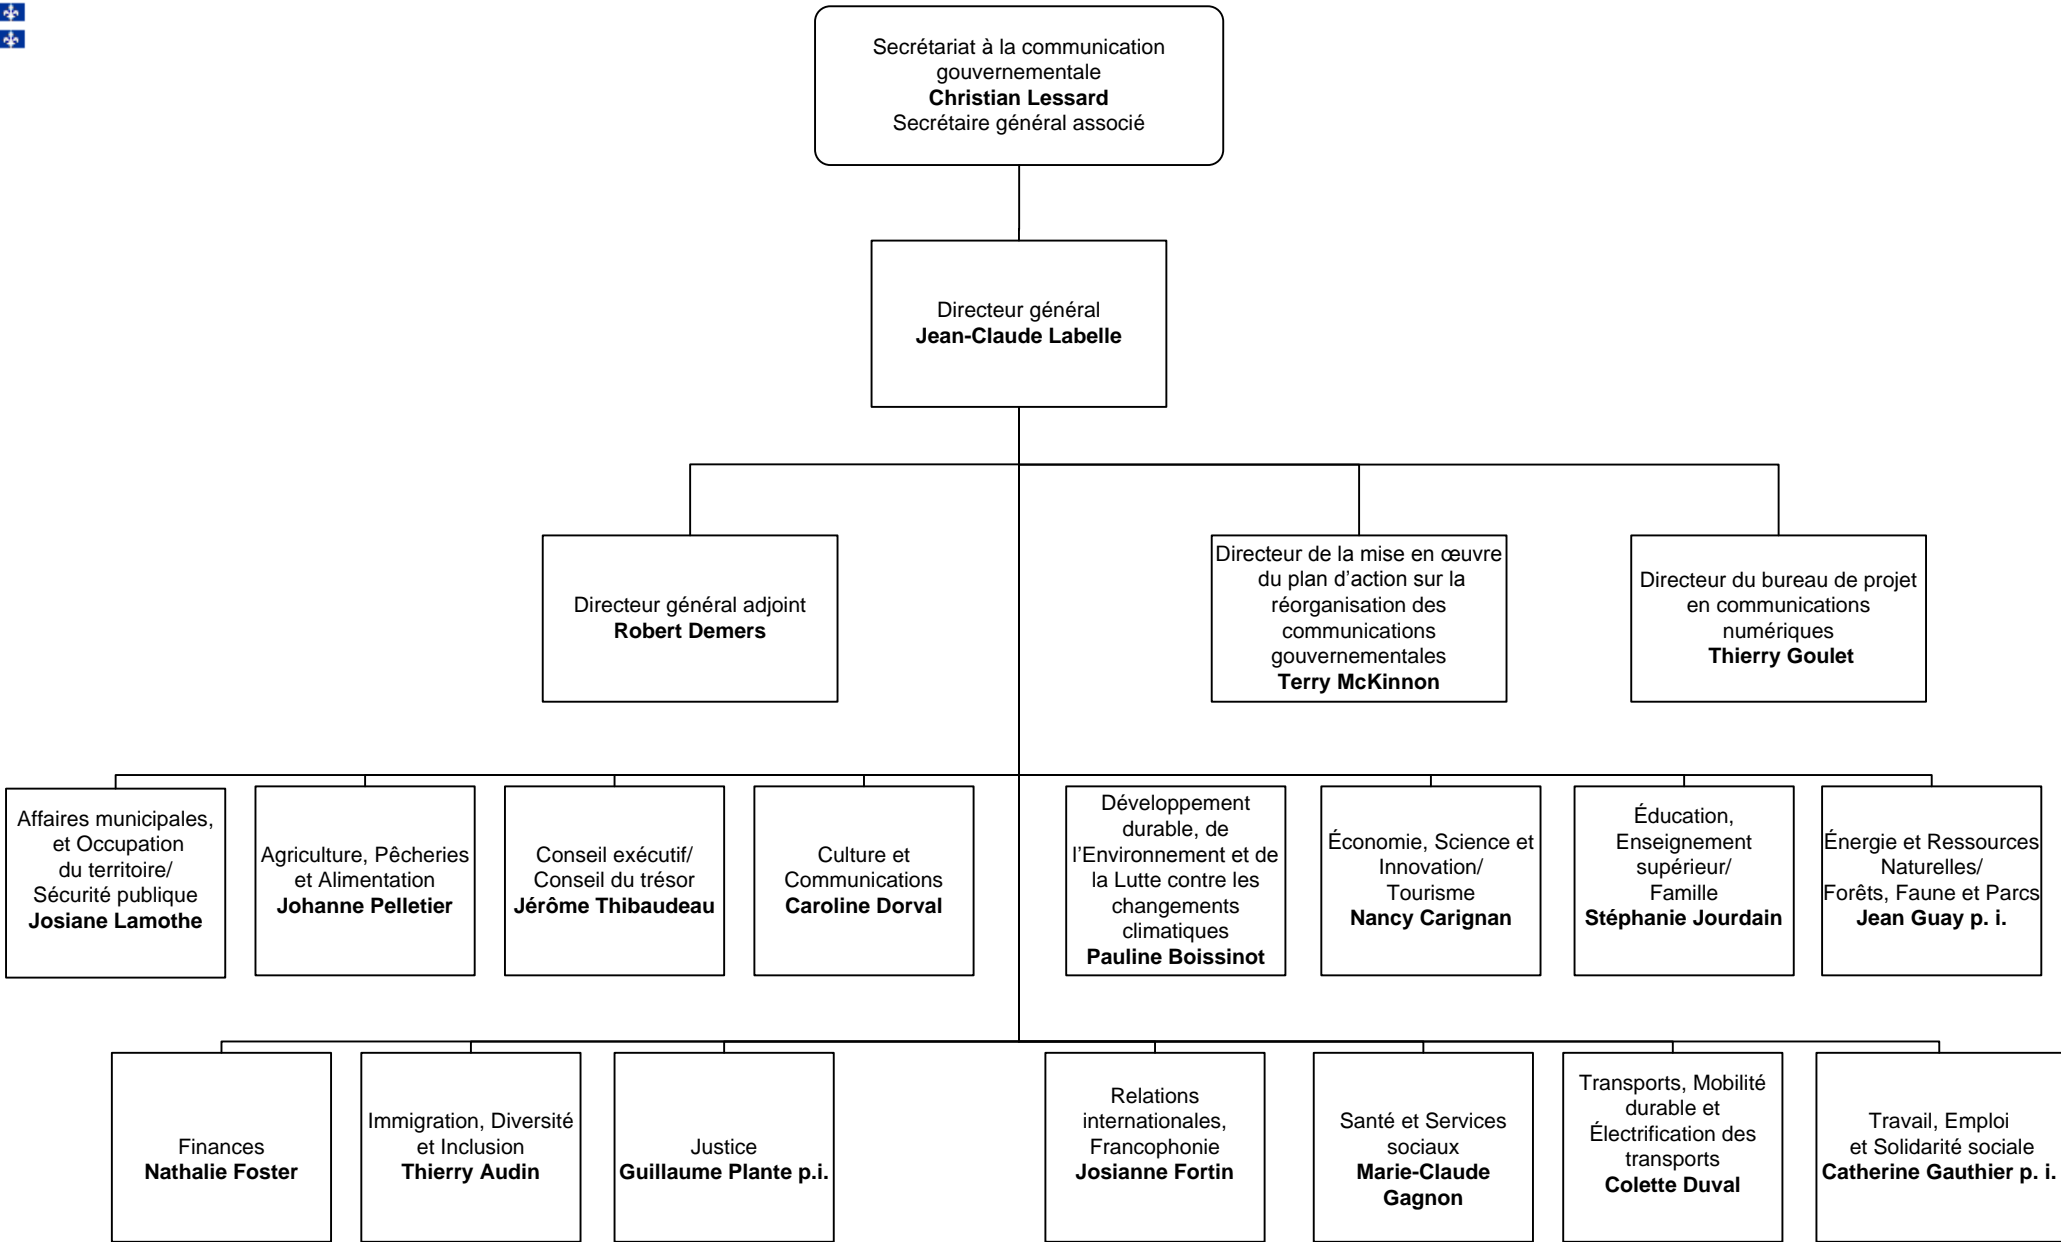 Secrétariat à la communication
gouvernementale
Christian Lessard
Secrétaire général associé
Directeur général
Jean-Claude Labelle
Directeur général adjoint
Robert Demers
Directeur de la mise en œuvre
du plan d’action sur la
réorganisation des
communications
gouvernementales
Terry McKinnon
Directeur du bureau de projet
en communications
numériques
Thierry Goulet
Affaires municipales,
et Occupation
du territoire/
Sécurité publique
Josiane Lamothe
Agriculture, Pêcheries
et Alimentation
Johanne Pelletier
Conseil exécutif/
Conseil du trésor
Jérôme Thibaudeau
Culture et
Communications
Caroline Dorval
Développement
durable, de
l’Environnement et de
la Lutte contre les
changements
climatiques
Pauline Boissinot
Économie, Science et
Innovation/
Tourisme
Nancy Carignan
Éducation,
Enseignement
supérieur/
Famille
Stéphanie Jourdain
Énergie et Ressources
Naturelles/
Forêts, Faune et Parcs
Jean Guay p. i.
Finances
Nathalie Foster
Immigration, Diversité
et Inclusion
Thierry Audin
Justice
Guillaume Plante p.i.
Relations
internationales,
Francophonie
Josianne Fortin
Santé et Services
sociaux
Marie-Claude
Gagnon
Transports, Mobilité
durable et
Électrification des
transports
Colette Duval
Travail, Emploi
et Solidarité sociale
Catherine Gauthier p. i.